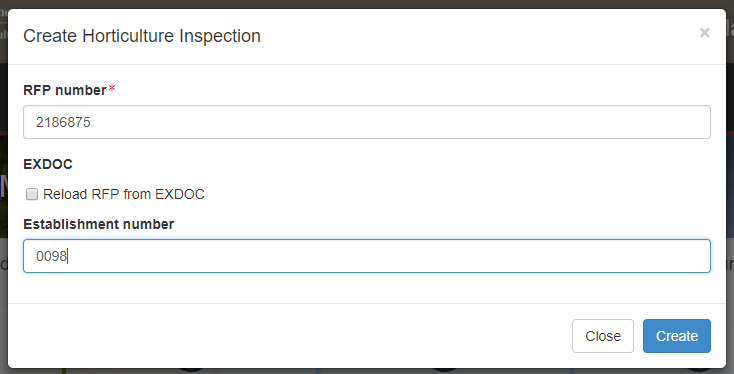 Create Horticulture Inspection ×
RFP number*
2186875
EXDOC
Reload RFP from EXDOC
Establishment number
0098
Close Create